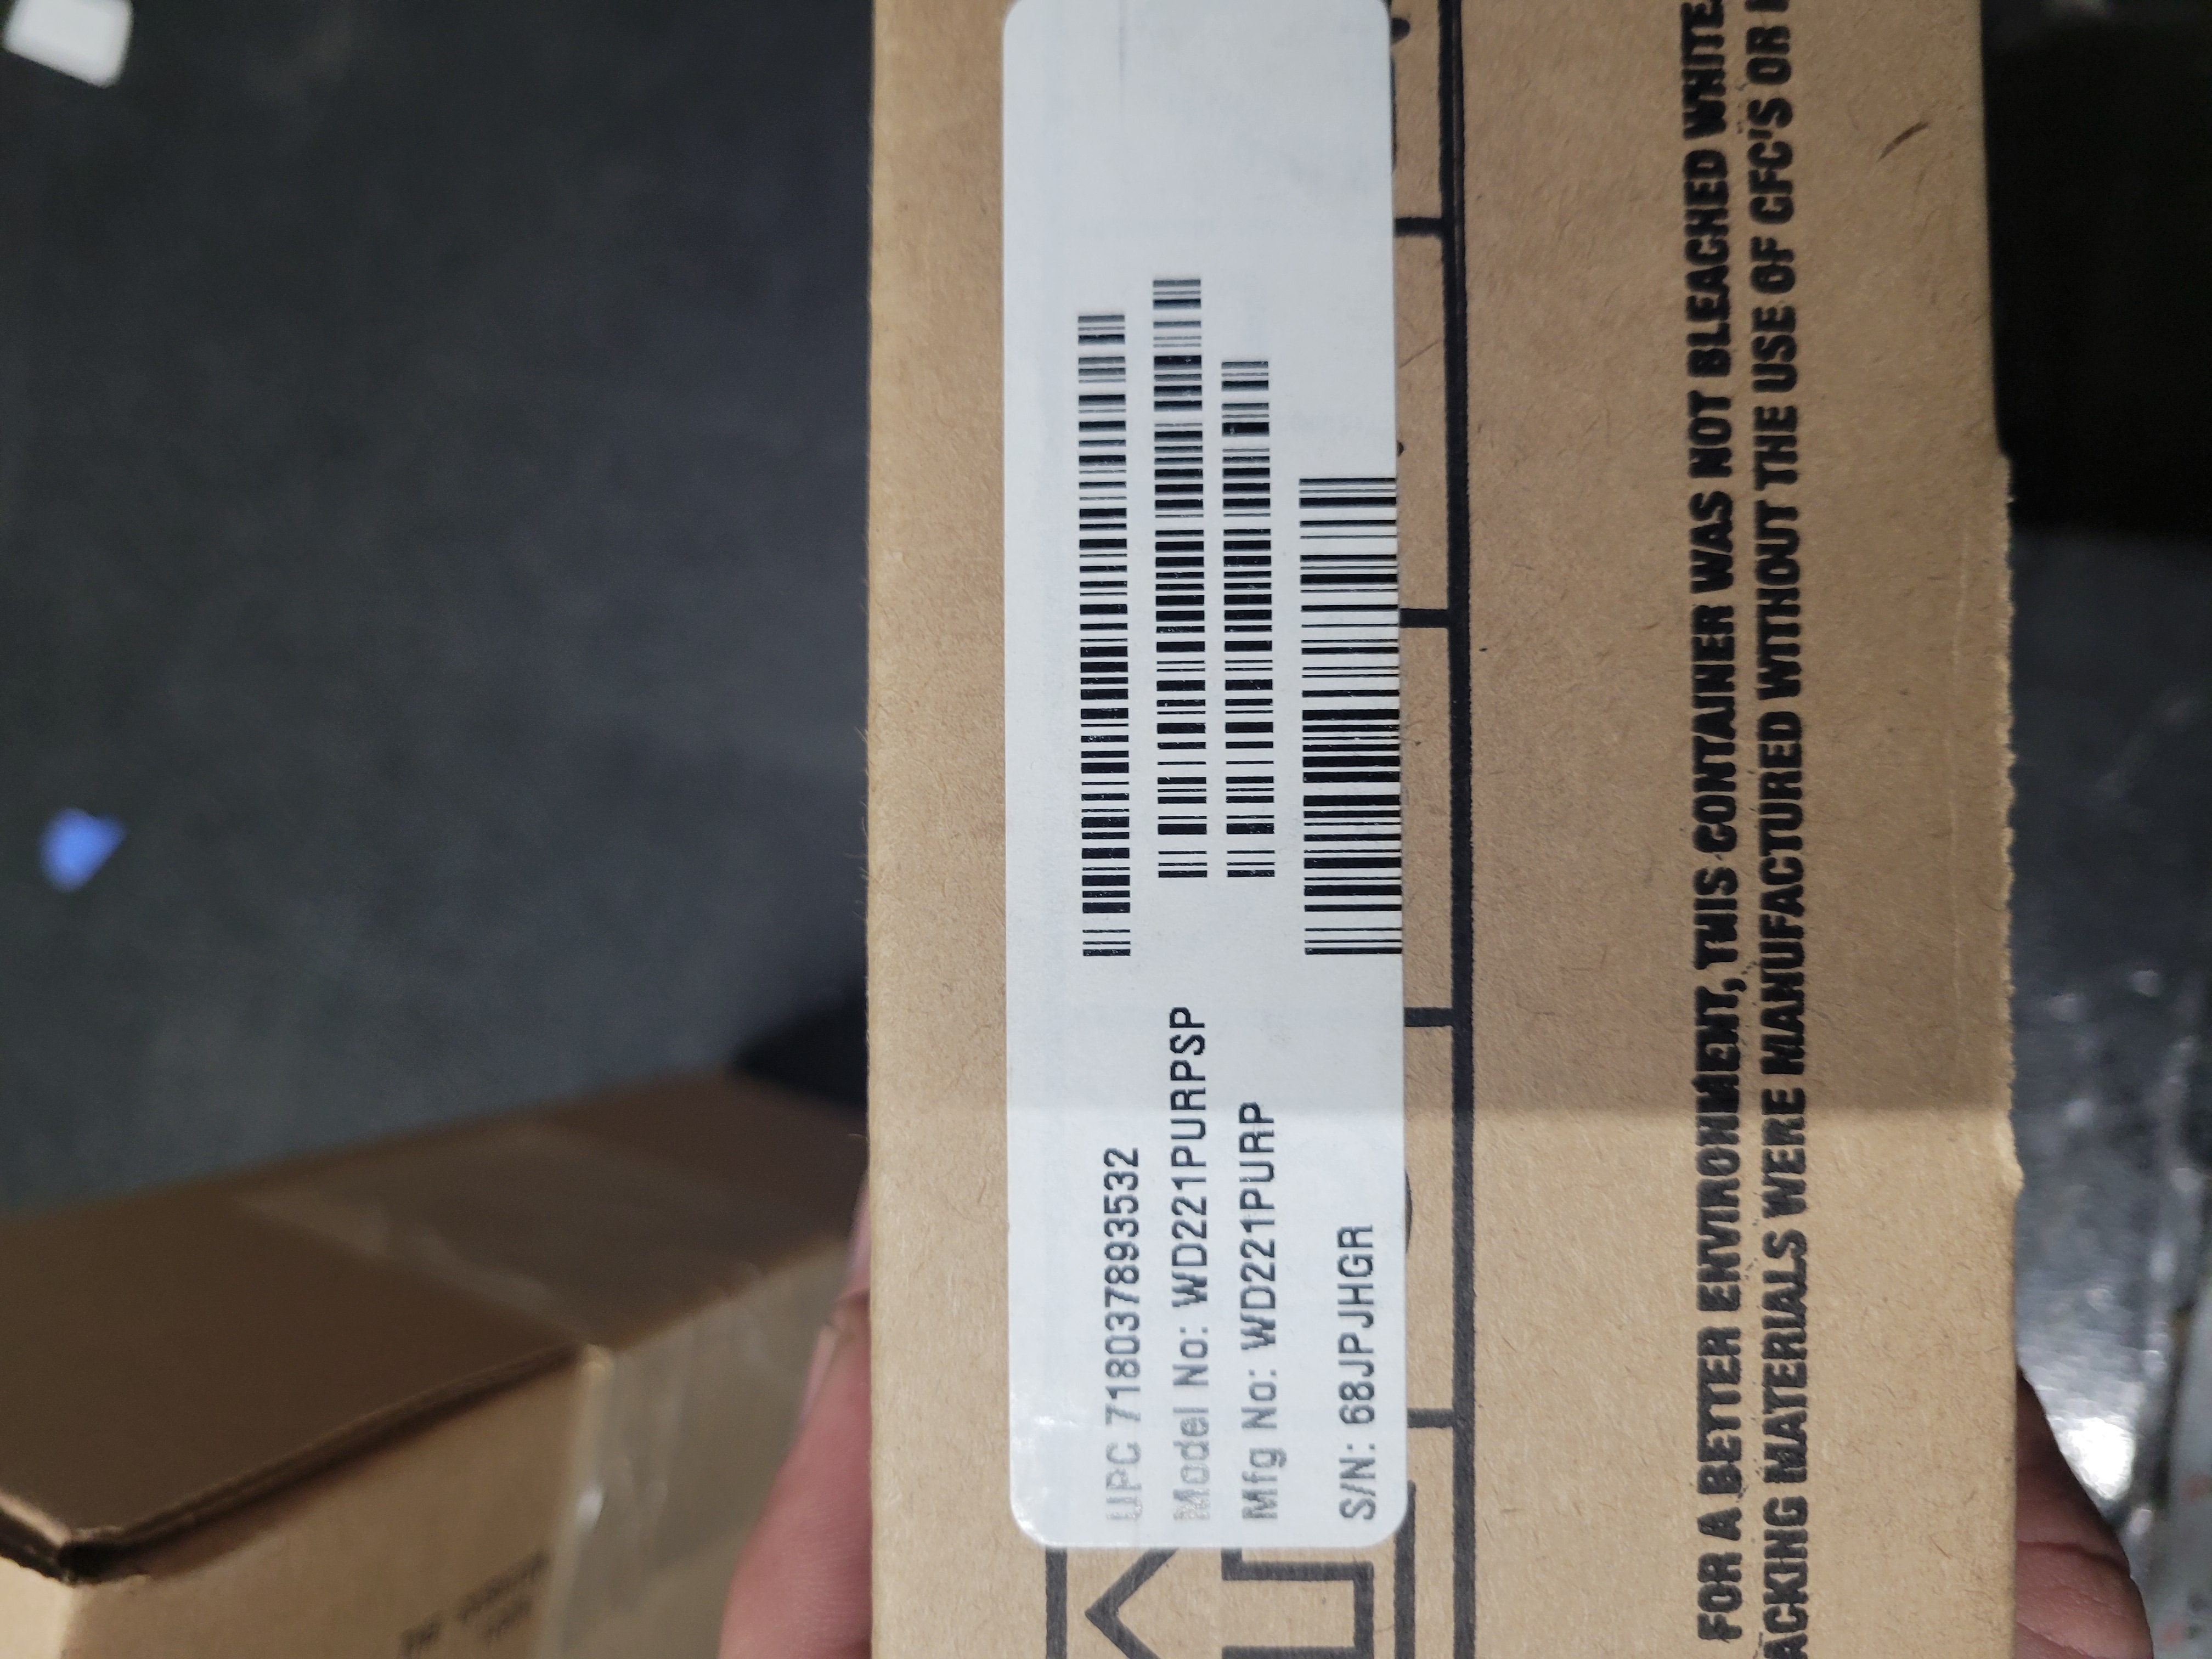 UPC 718037893532
Model No: WD221PURPSP
Mfg No: WD221PURP
S/N: 68JPJHGR
FOR A BETTER ENVIRONMENT, THIS CONTAINER WAS NOT BLEACHED WHITE.
ACKING MATERIALS WERE MANUFACTURED WITHOUT THE USE OF CFC'S OR